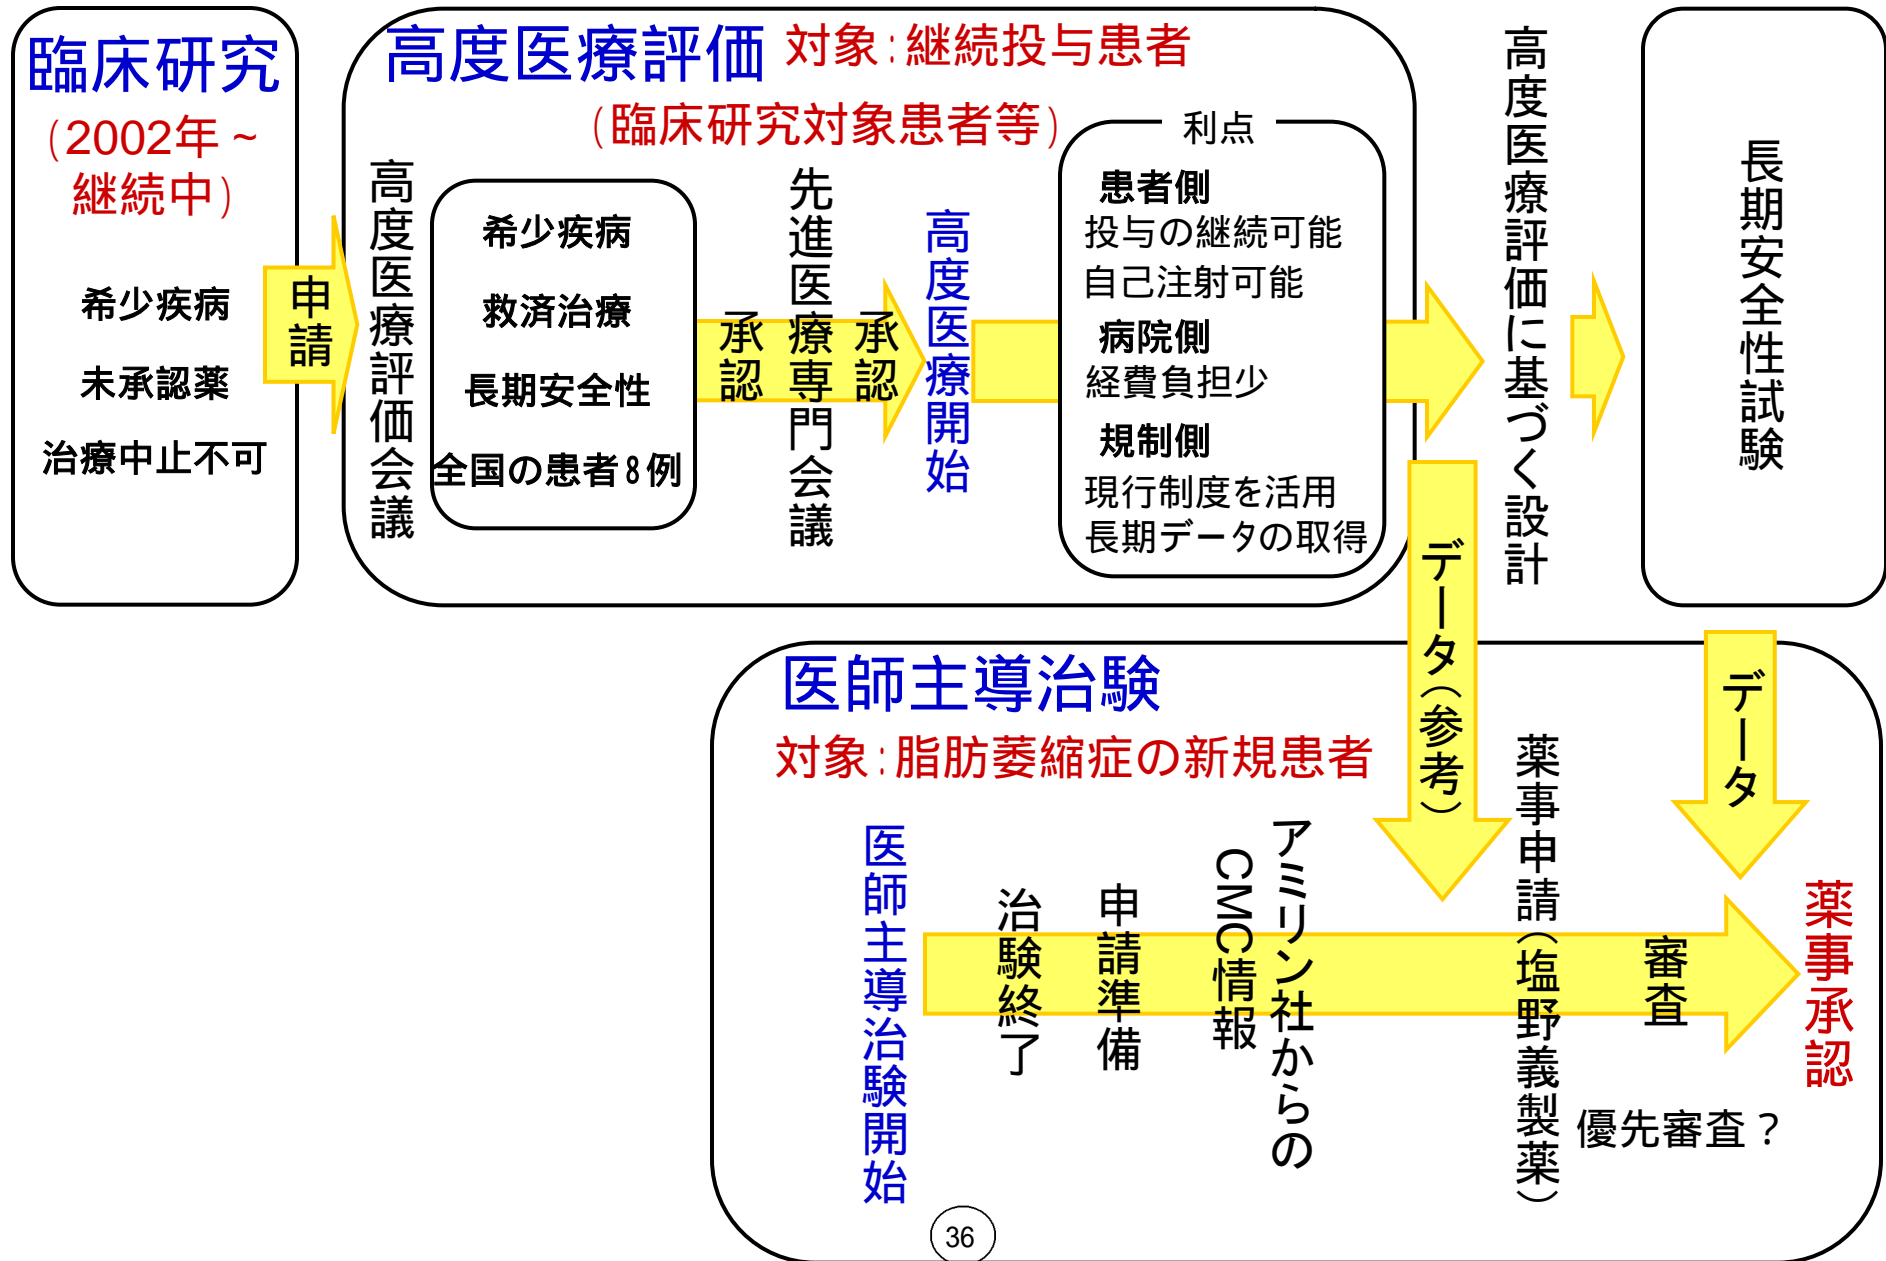 臨床研究
(2002年~
継続中)
希少疾病
未承認薬
治療中止不可
申請
高度医療評価
対象:継続投与患者
(臨床研究対象患者等)
高度医療評価会議
希少疾病
救済治療
長期安全性
全国の患者8例
承認
先進医療専門会議
承認
高度医療開始
利点
患者側
投与の継続可能
自己注射可能
病院側
経費負担少
規制側
現行制度を活用
長期データの取得
高度医療評価に基づく設計
長期安全性試験
データ(参考)
データ
医師主導治験
対象:脂肪萎縮症の新規患者
医師主導治験開始
治験終了
申請準備
アミリン社からの
CMC情報
薬事申請(塩野義製薬)
審査
優先審査?
薬事承認
36